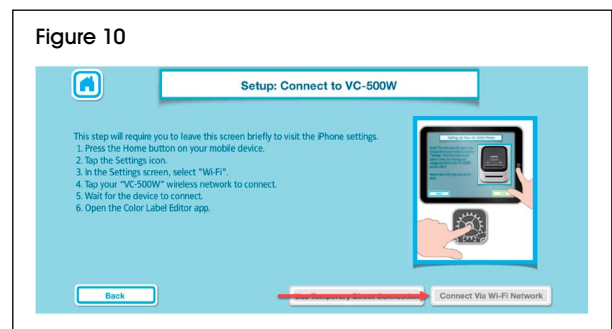 Figure 10
Setup: Connect to VC-500W
This step will require you to leave this screen briefly to visit the iPhone settings.
1. Press the Home button on your mobile device.
2. Tap the Settings icon.
3. In the Settings screen, select "Wi-Fi".
4. Tap your "VC-500W" wireless network to connect.
5. Wait for the device to connect.
6. Open the Color Label Editor app.
Back
Use Temporary Direct Connection
Connect Via Wi-Fi Network